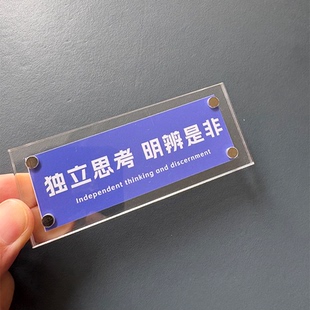 独立思考 明辨是非
Independent thinking and discernment